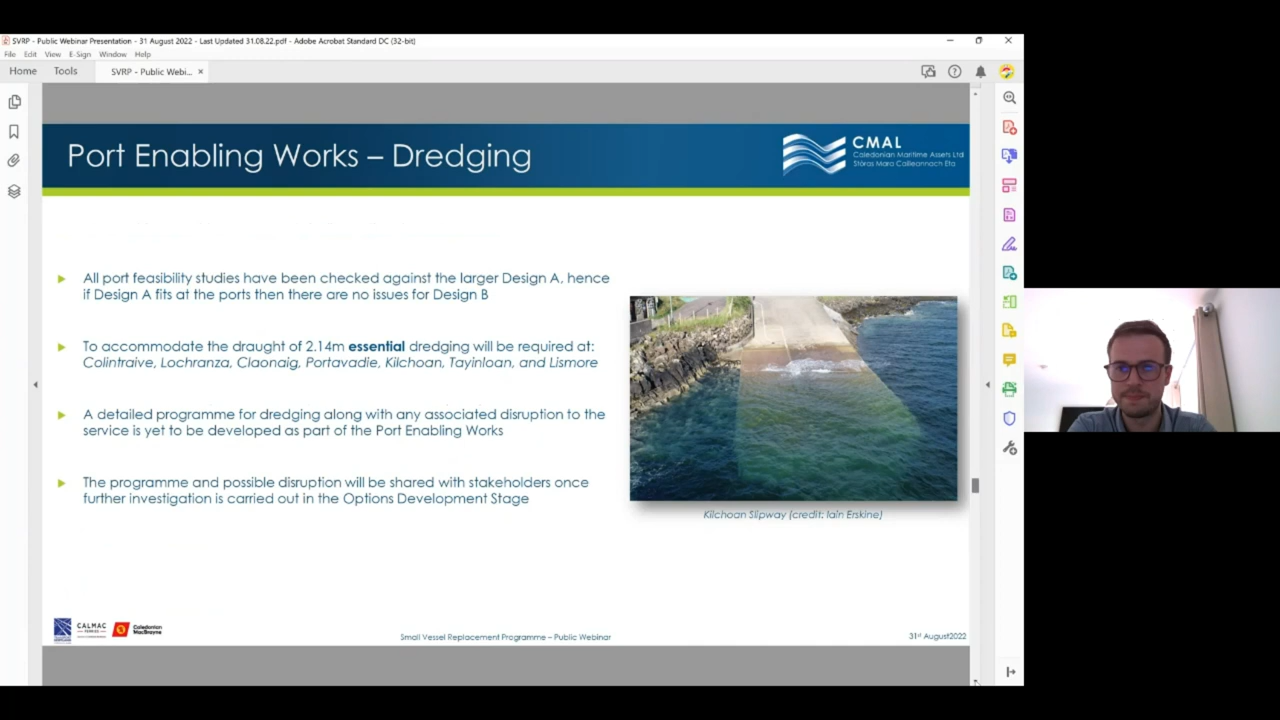 SVRP - Public Webinar Presentation - 31 August 2022 - Last Updated 31.08.22.pdf - Adobe Acrobat Standard DC (32-bit)
File Edit View E-Sign Window Help
Home Tools SVRP - Public Webi... ×
Port Enabling Works – Dredging
CMAL
Caledonian Maritime Assets Ltd
Stòras Mara Cailleannach Eta
All port feasibility studies have been checked against the larger Design A, hence
if Design A fits at the ports then there are no issues for Design B
To accommodate the draught of 2.14m essential dredging will be required at:
Colintraive, Lochranza, Claonaig, Portavadie, Kilchoan, Tayinloan, and Lismore
A detailed programme for dredging along with any associated disruption to the
service is yet to be developed as part of the Port Enabling Works
The programme and possible disruption will be shared with stakeholders once
further investigation is carried out in the Options Development Stage
Kilchoan Slipway (credit: Iain Erskine)
CALMAC
Caledonian
MacBrayne
Small Vessel Replacement Programme – Public Webinar
31st August2022